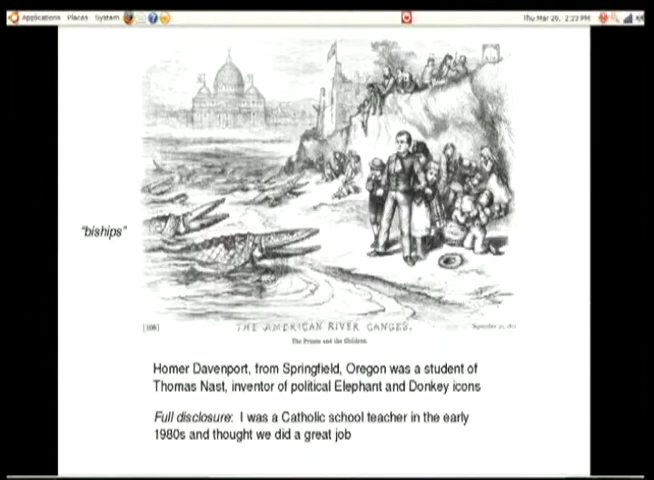 Applications Places System
Thu Mar 25, 2:23 PM
"biships"
[108]
THE AMERICAN RIVER GANGES.
The Priests and the Children.
Homer Davenport, from Springfield, Oregon was a student of
Thomas Nast, inventor of political Elephant and Donkey icons
Full disclosure: I was a Catholic school teacher in the early
1980s and thought we did a great job